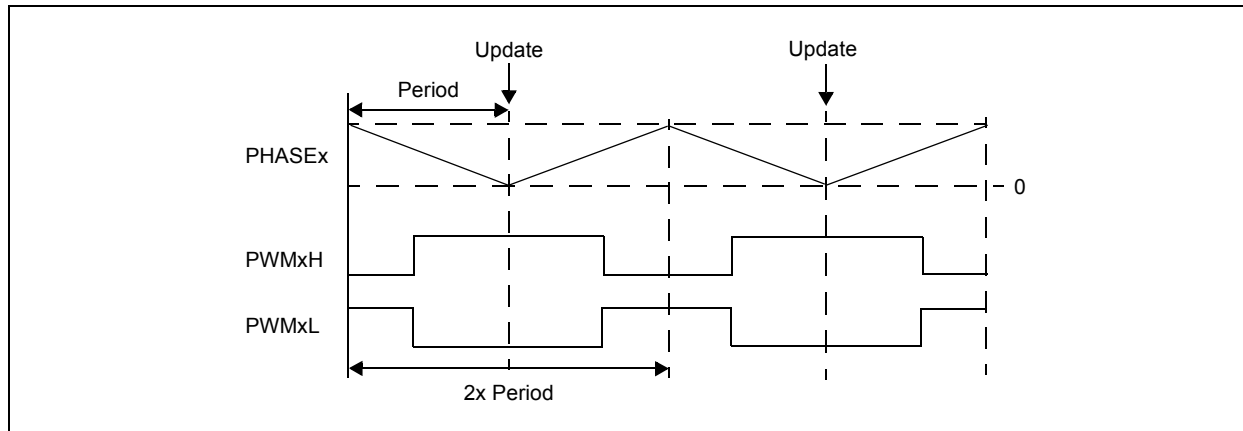 Update
Update
Period
PHASEx
0
PWMxH
PWMxL
2x Period